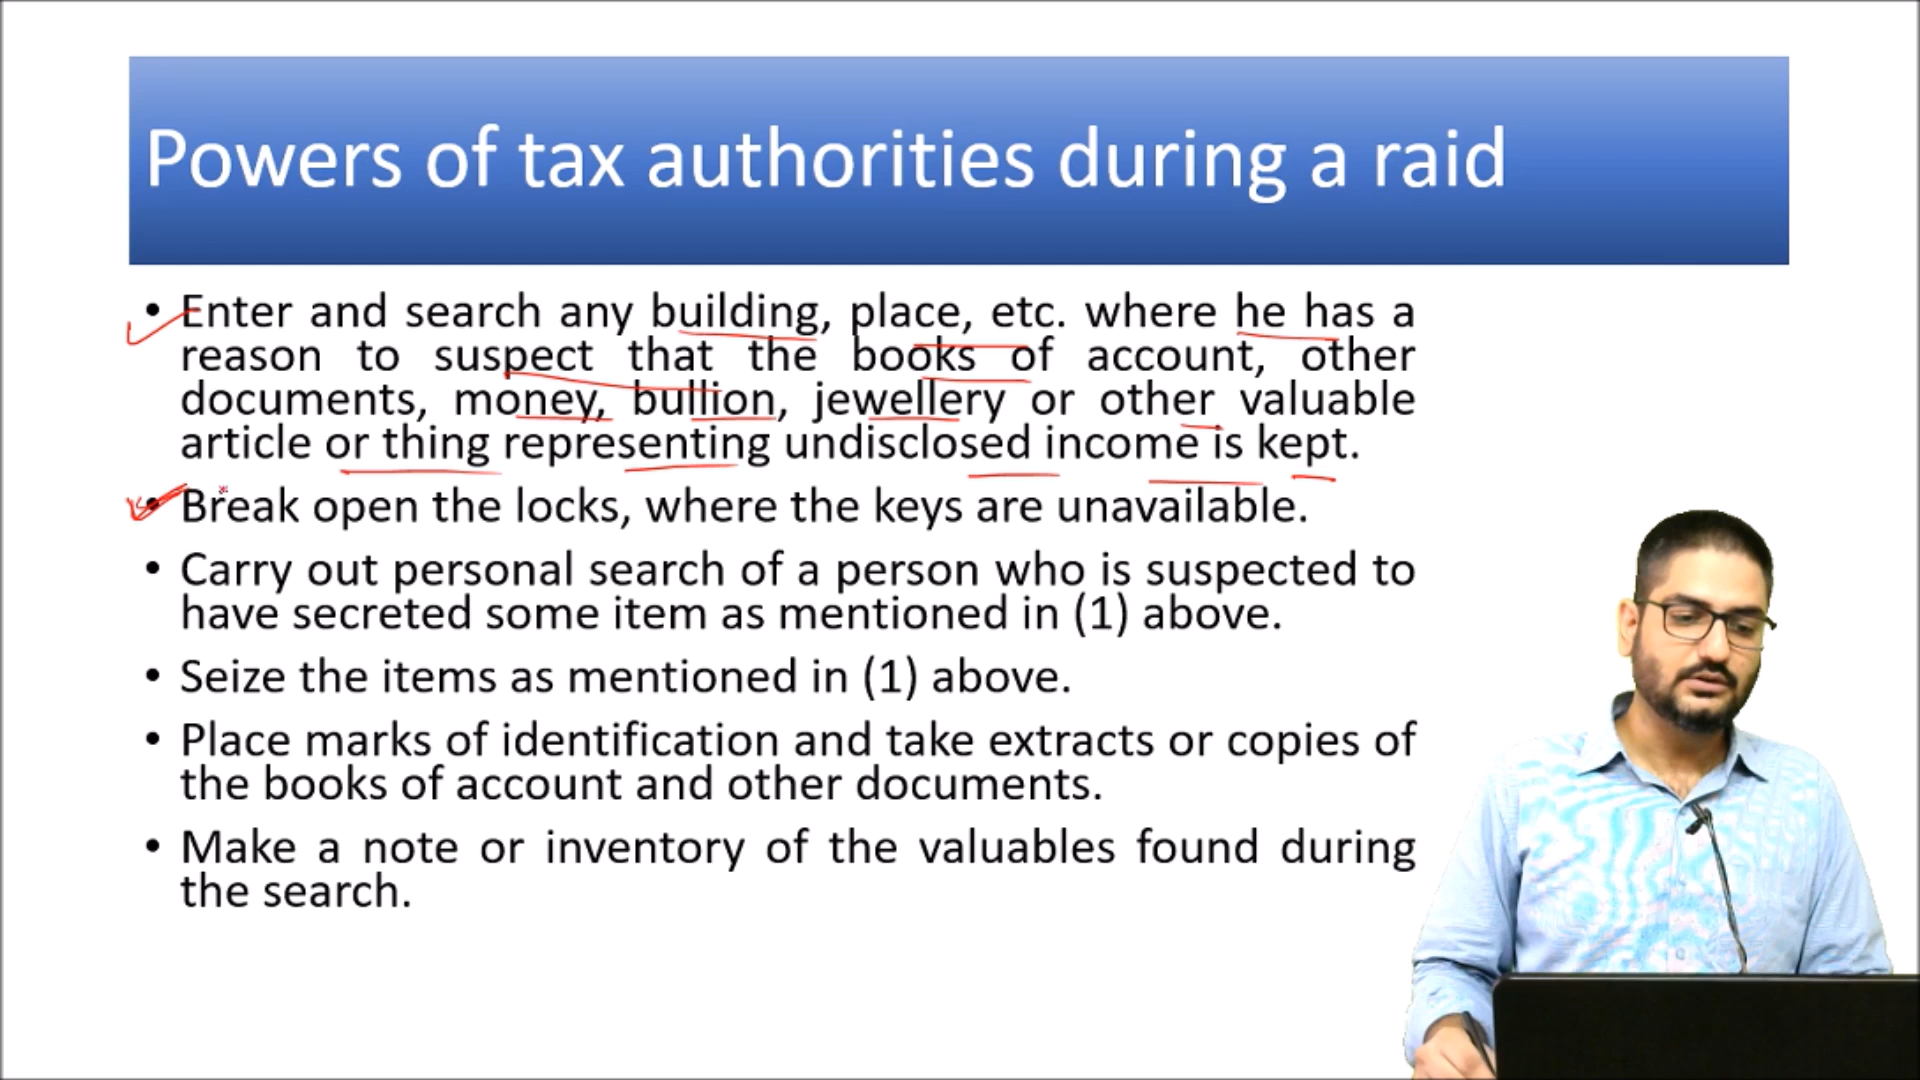 Powers of tax authorities during a raid
• Enter and search any building, place, etc. where he has a
reason to suspect that the books of account, other
documents, money, bullion, jewellery or other valuable
article or thing representing undisclosed income is kept.
• Break open the locks, where the keys are unavailable.
• Carry out personal search of a person who is suspected to
have secreted some item as mentioned in (1) above.
• Seize the items as mentioned in (1) above.
• Place marks of identification and take extracts or copies of
the books of account and other documents.
• Make a note or inventory of the valuables found during
the search.